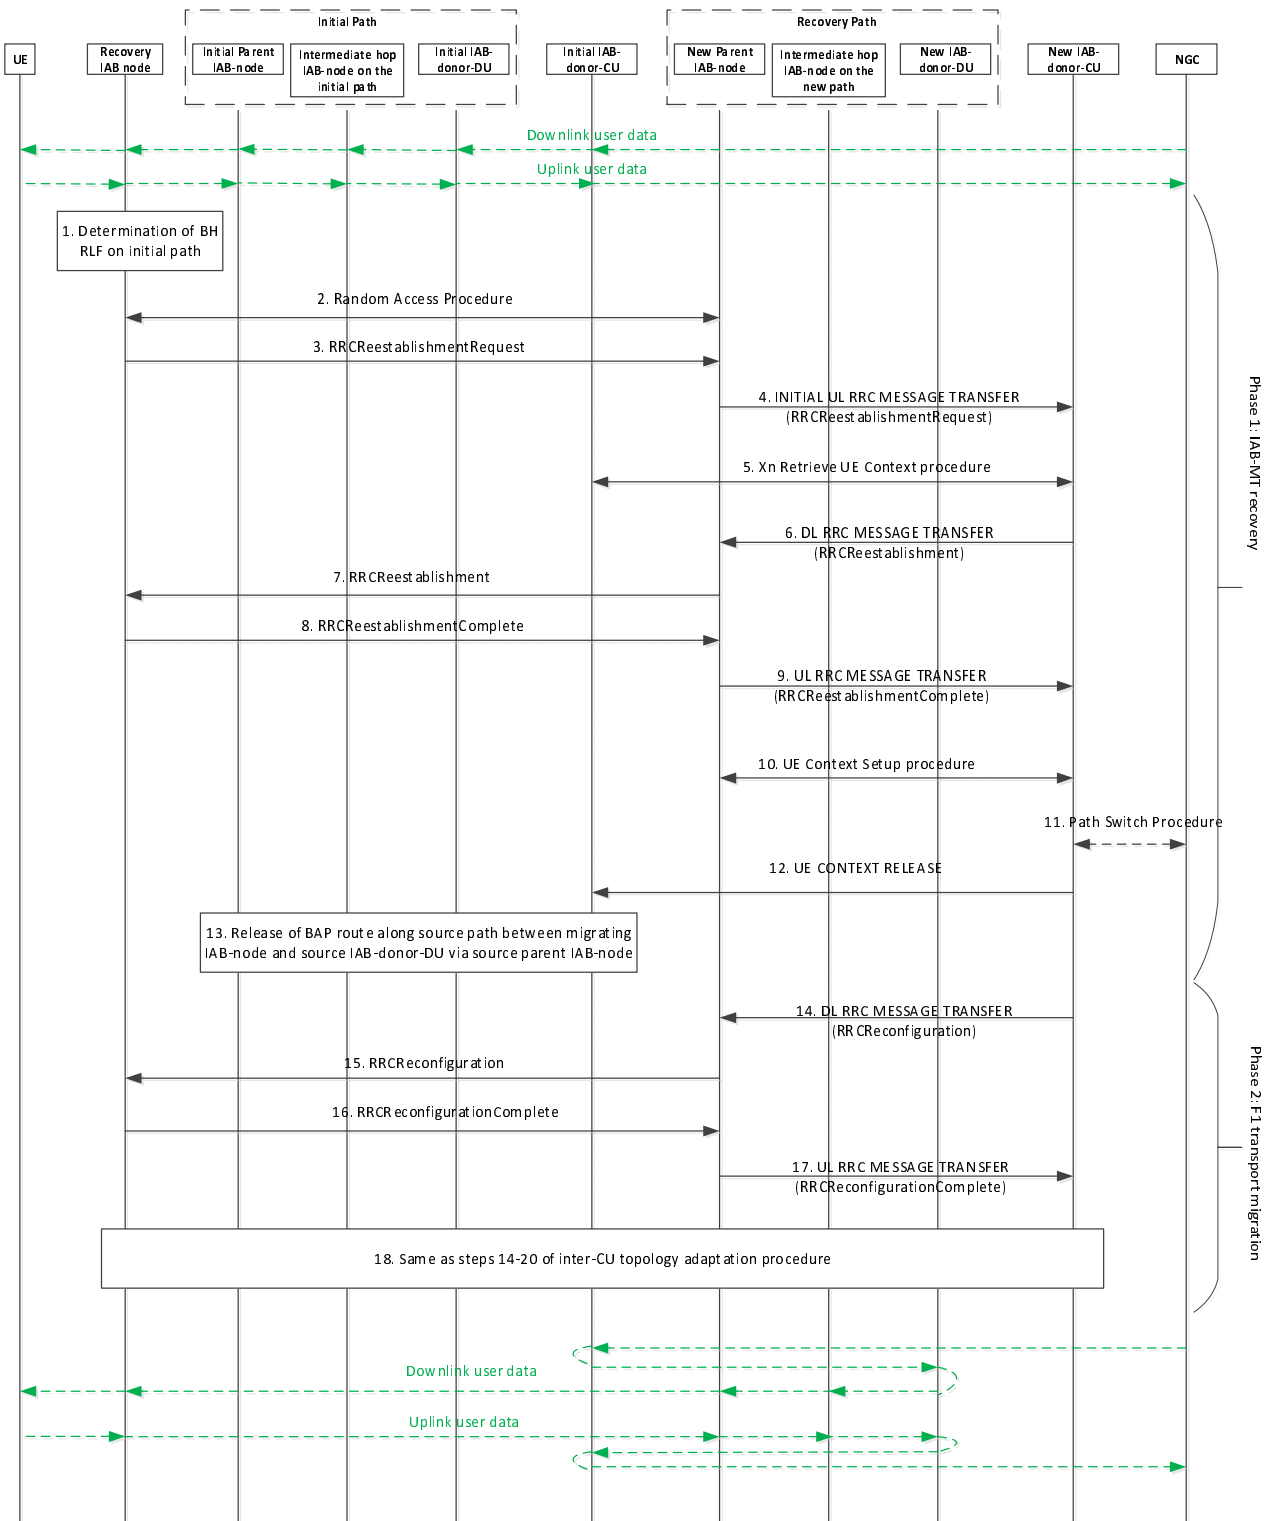 Initial Path
Recovery Path
UE
Recovery
IAB node
Initial Parent
IAB-node
Intermediate hop
IAB-node on the
initial path
Initial IAB-
donor-DU
Initial IAB-
donor-CU
New Parent
IAB-node
Intermediate hop
IAB-node on the
new path
New IAB-
donor-DU
New IAB-
donor-CU
NGC
Downlink user data
Uplink user data
1. Determination of BH
RLF on initial path
2. Random Access Procedure
3. RRCReestablishmentRequest
4. INITIAL UL RRC MESSAGE TRANSFER
(RRCReestablishmentRequest)
5. Xn Retrieve UE Context procedure
6. DL RRC MESSAGE TRANSFER
(RRCReestablishment)
7. RRCReestablishment
8. RRCReestablishmentComplete
9. UL RRC MESSAGE TRANSFER
(RRCReestablishmentComplete)
10. UE Context Setup procedure
11. Path Switch Procedure
12. UE CONTEXT RELEASE
13. Release of BAP route along source path between migrating
IAB-node and source IAB-donor-DU via source parent IAB-node
Phase 1: IAB-MT recovery
14. DL RRC MESSAGE TRANSFER
(RRCReconfiguration)
15. RRCReconfiguration
16. RRCReconfigurationComplete
17. UL RRC MESSAGE TRANSFER
(RRCReconfigurationComplete)
18. Same as steps 14-20 of inter-CU topology adaptation procedure
Phase 2: F1 transport migration
Downlink user data
Uplink user data